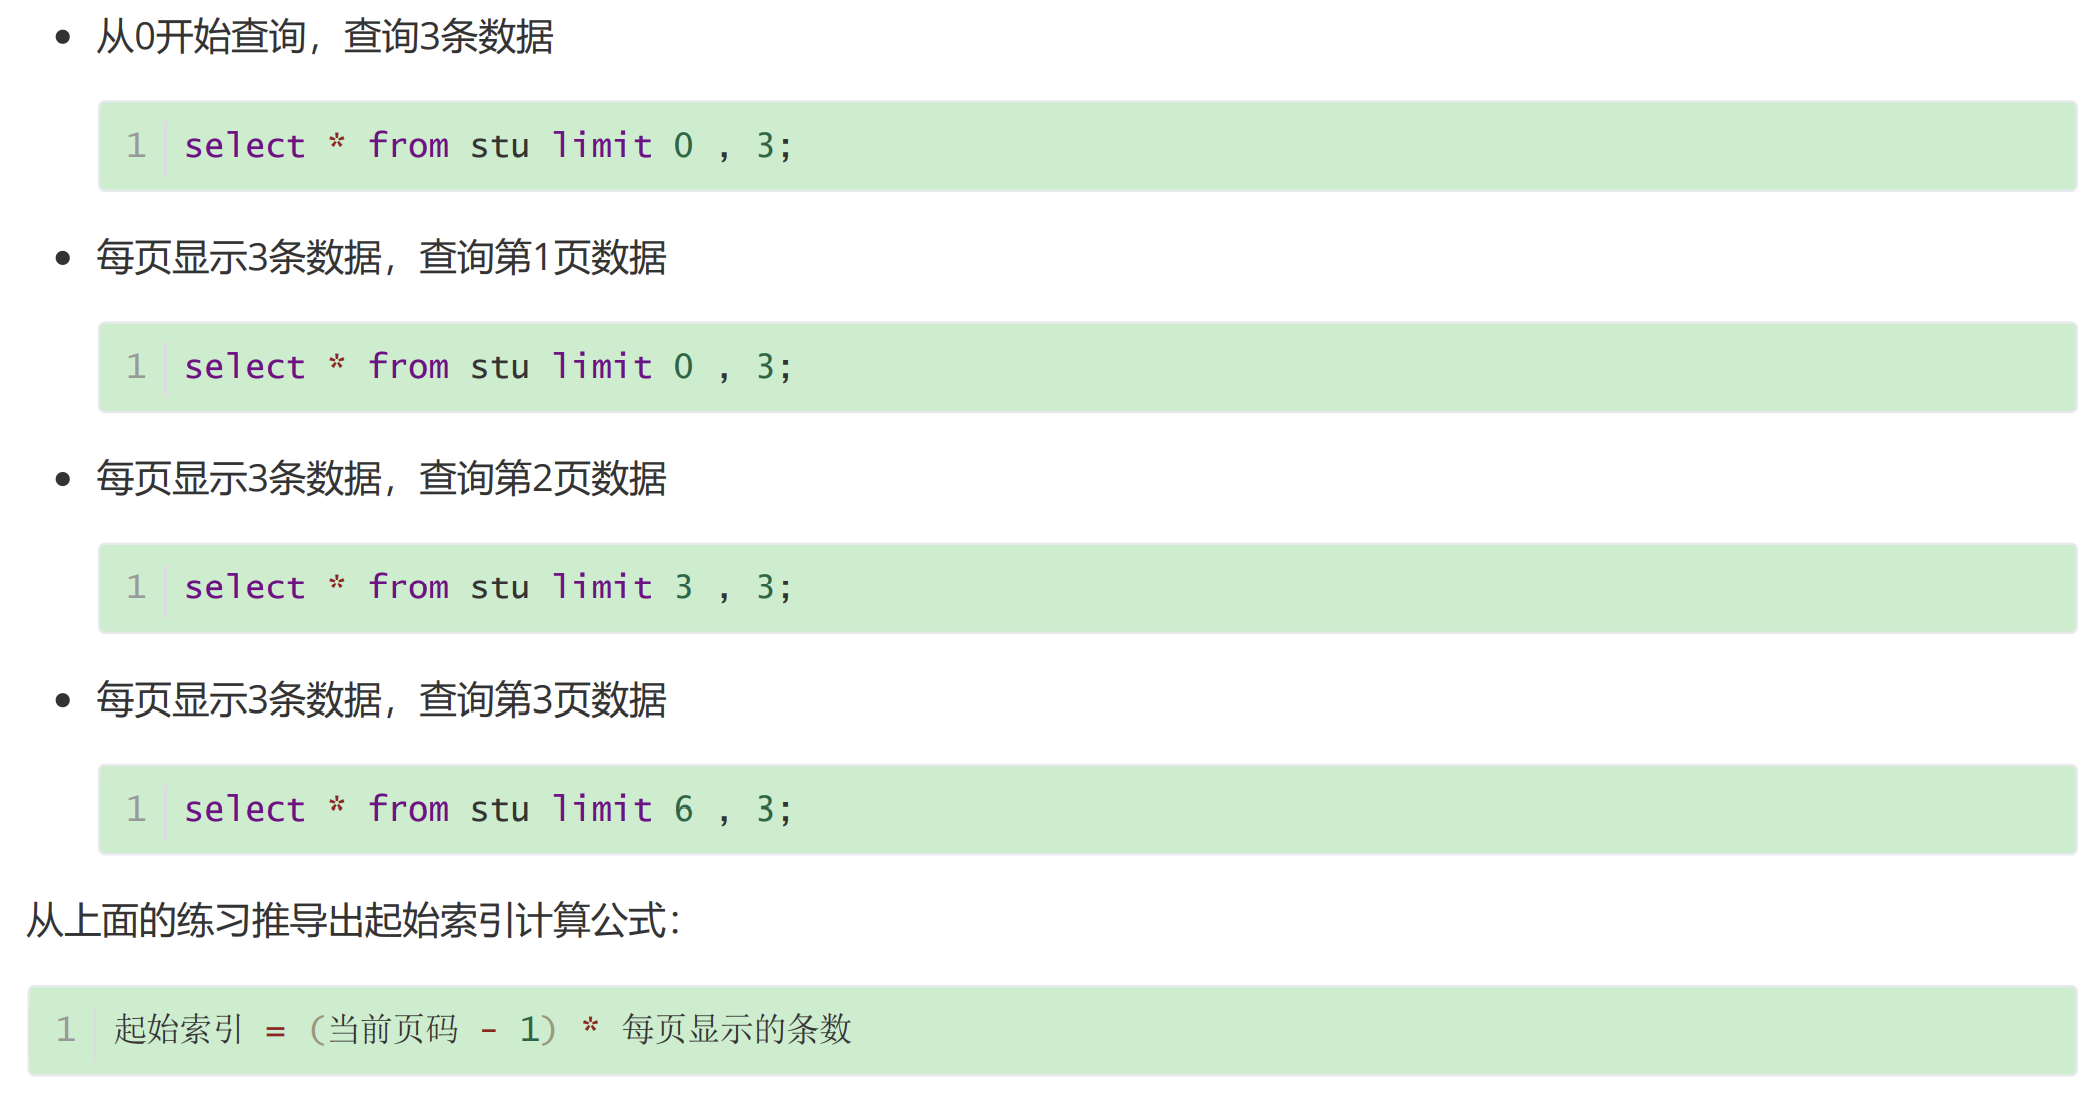 从0开始查询，查询3条数据
1 select * from stu limit 0 , 3;
每页显示3条数据，查询第1页数据
1 select * from stu limit 0 , 3;
每页显示3条数据，查询第2页数据
1 select * from stu limit 3 , 3;
每页显示3条数据，查询第3页数据
1 select * from stu limit 6 , 3;
从上面的练习推导出起始索引计算公式：
1 起始索引 = (当前页码 - 1) * 每页显示的条数